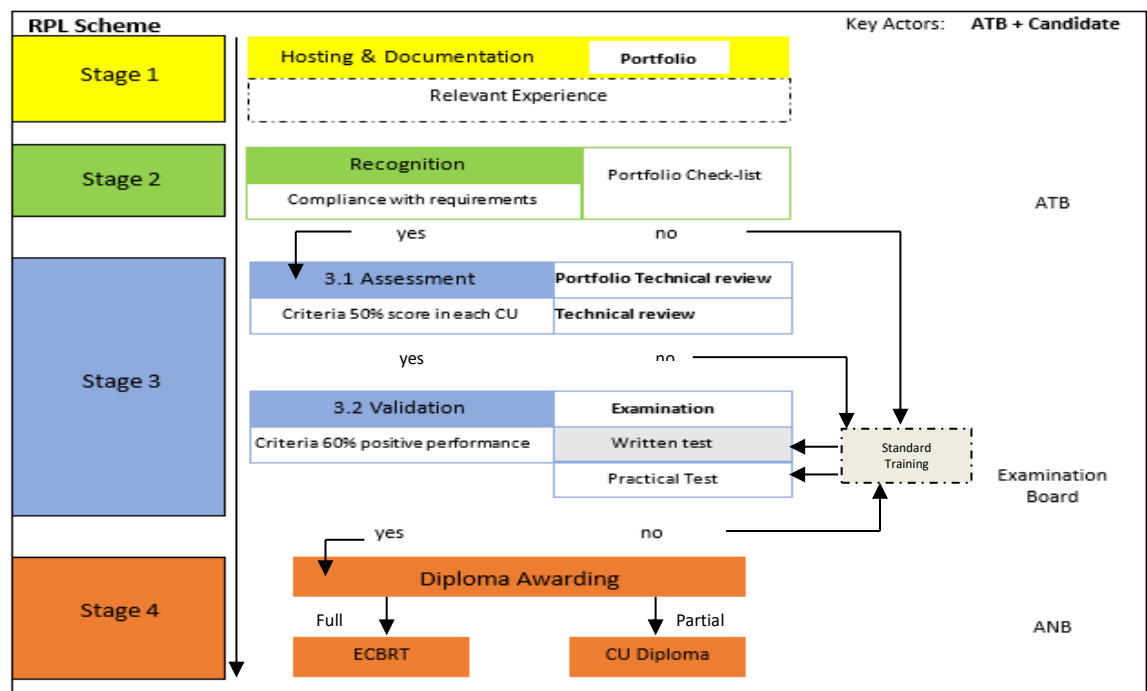 RPL Scheme
Key Actors: ATB + Candidate
Stage 1
Hosting & Documentation
Portfolio
Relevant Experience
Stage 2
Recognition
Portfolio Check-list
Compliance with requirements
ATB
yes
no
Stage 3
3.1 Assessment
Portfolio Technical review
Criteria 50% score in each CU
Technical review
yes
no
3.2 Validation
Examination
Criteria 60% positive performance
Written test
Practical Test
Standard
Training
Examination
Board
yes
no
Stage 4
Diploma Awarding
Full
Partial
ECBRT
CU Diploma
ANB